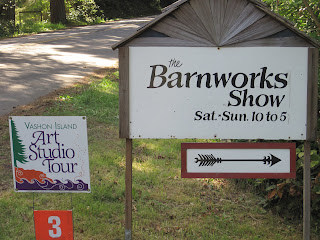 the
Barnworks
Show
Sat.-Sun. 10 to 5
VASHON ISLAND
Art
Studio
Tour
3